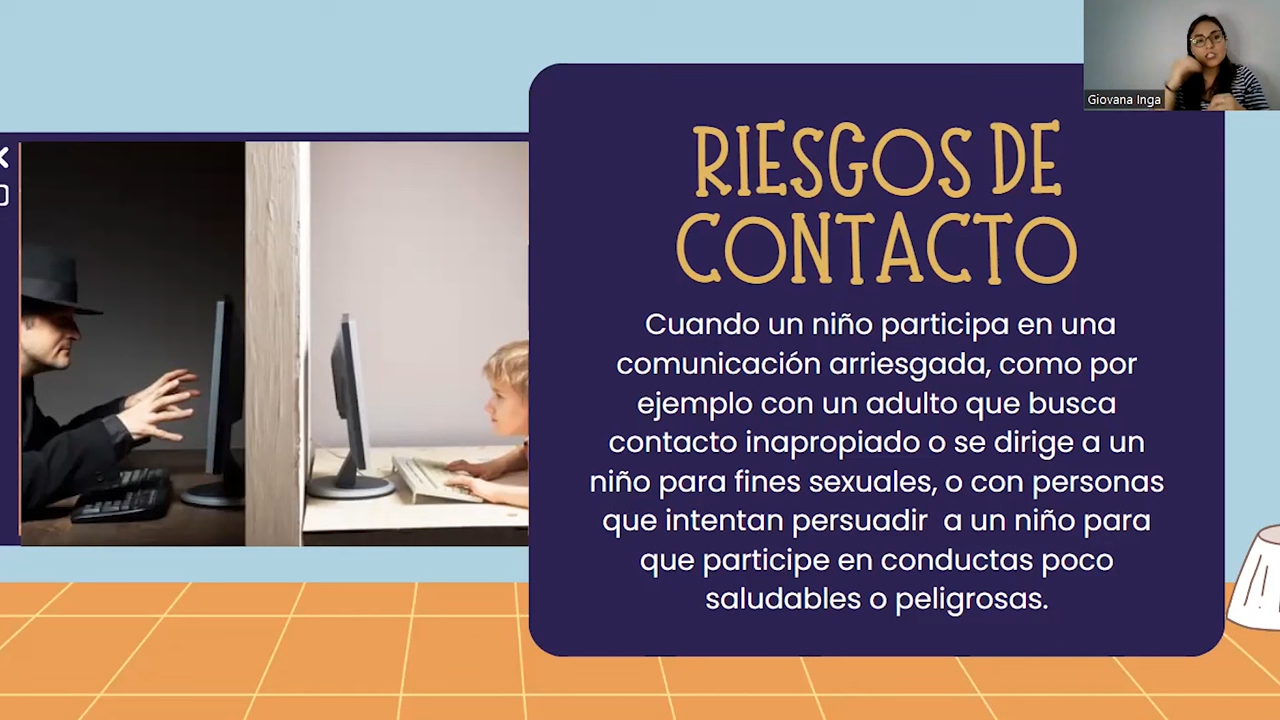 Giovana Inga
RIESGOS DE
CONTACTO
Cuando un niño participa en una
comunicación arriesgada, como por
ejemplo con un adulto que busca
contacto inapropiado o se dirige a un
niño para fines sexuales, o con personas
que intentan persuadir  a un niño para
que participe en conductas poco
saludables o peligrosas.